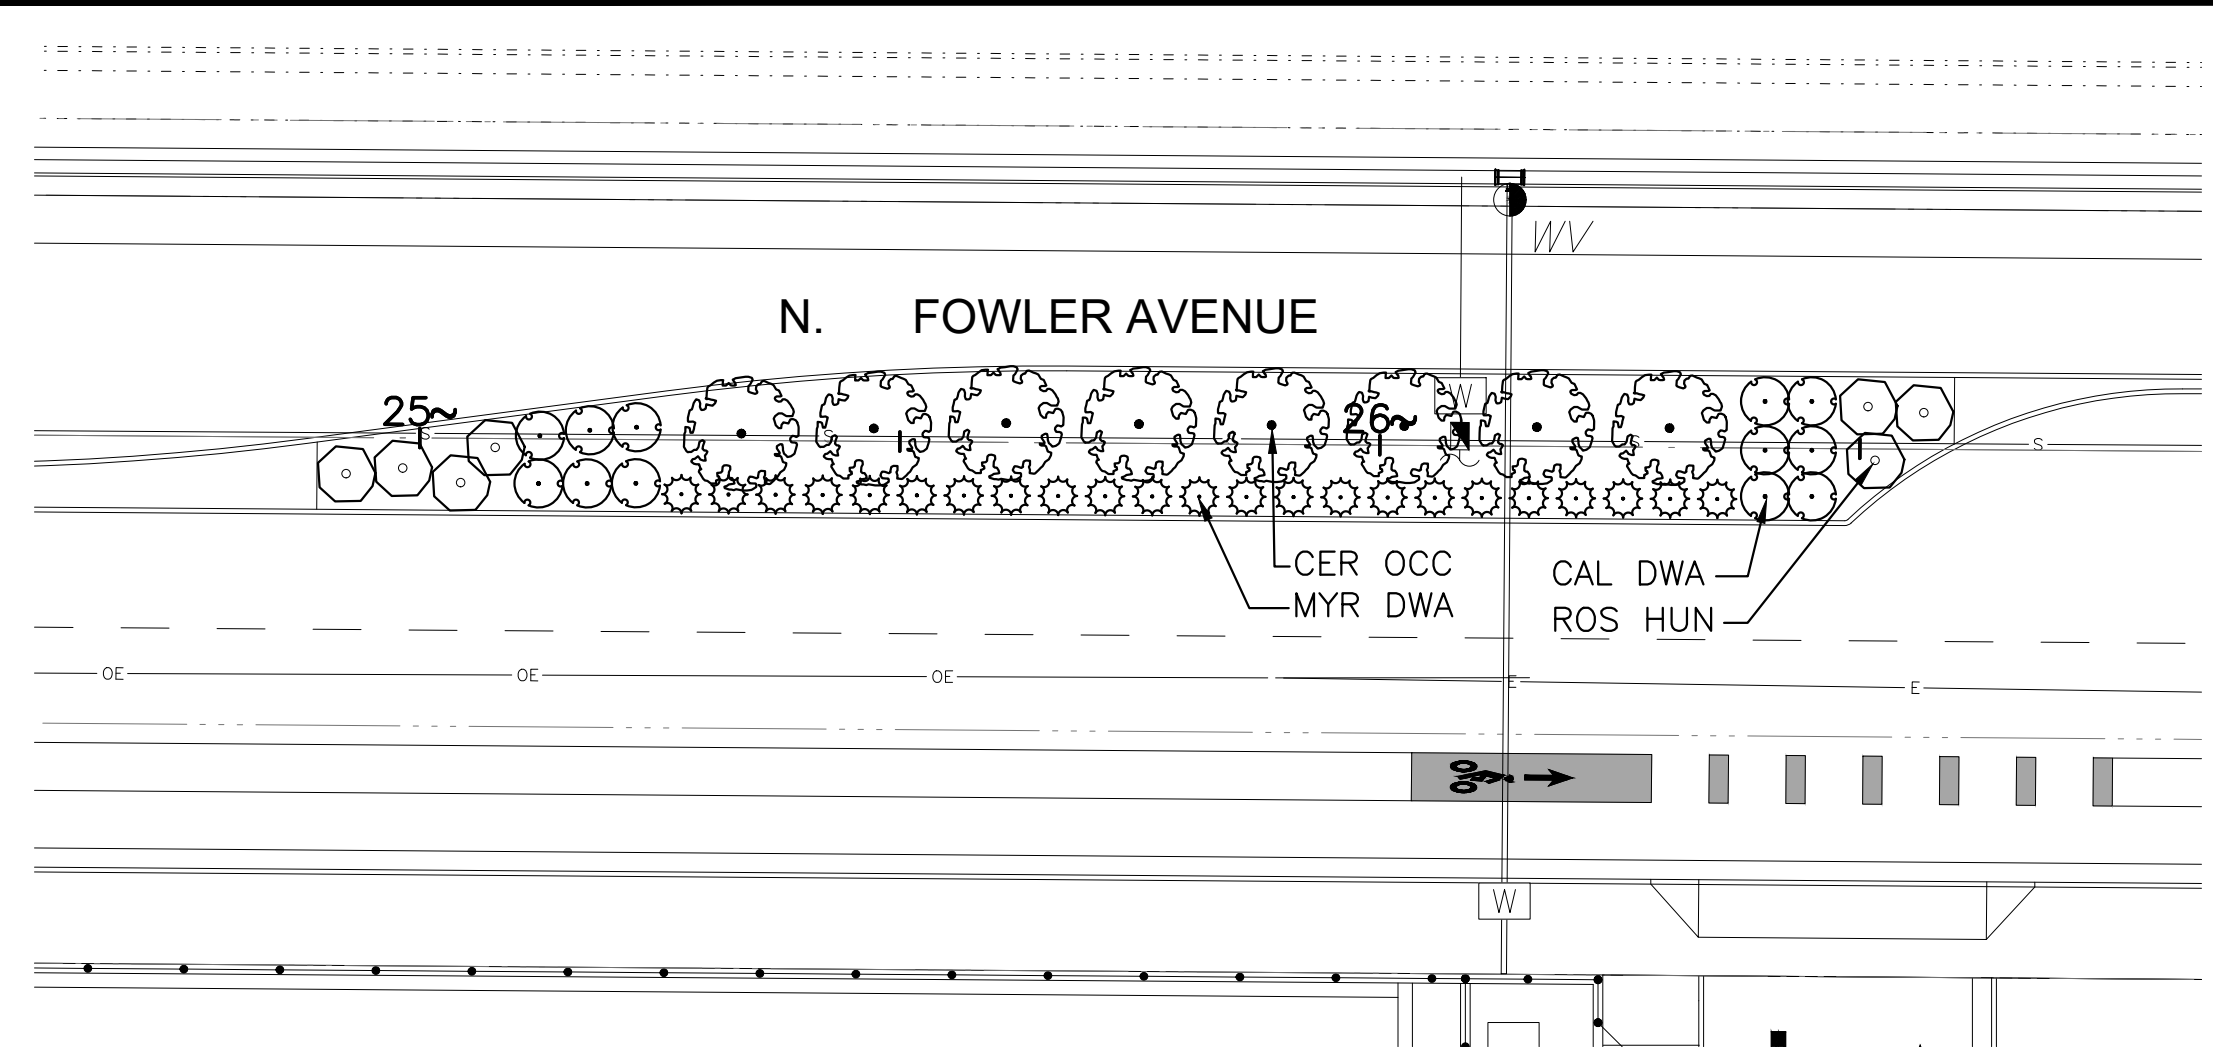 WV
N. FOWLER AVENUE
W
25~
26~
S
S
S
S
CER OCC
MYR DWA
CAL DWA
ROS HUN
OE
OE
OE
E
E
W